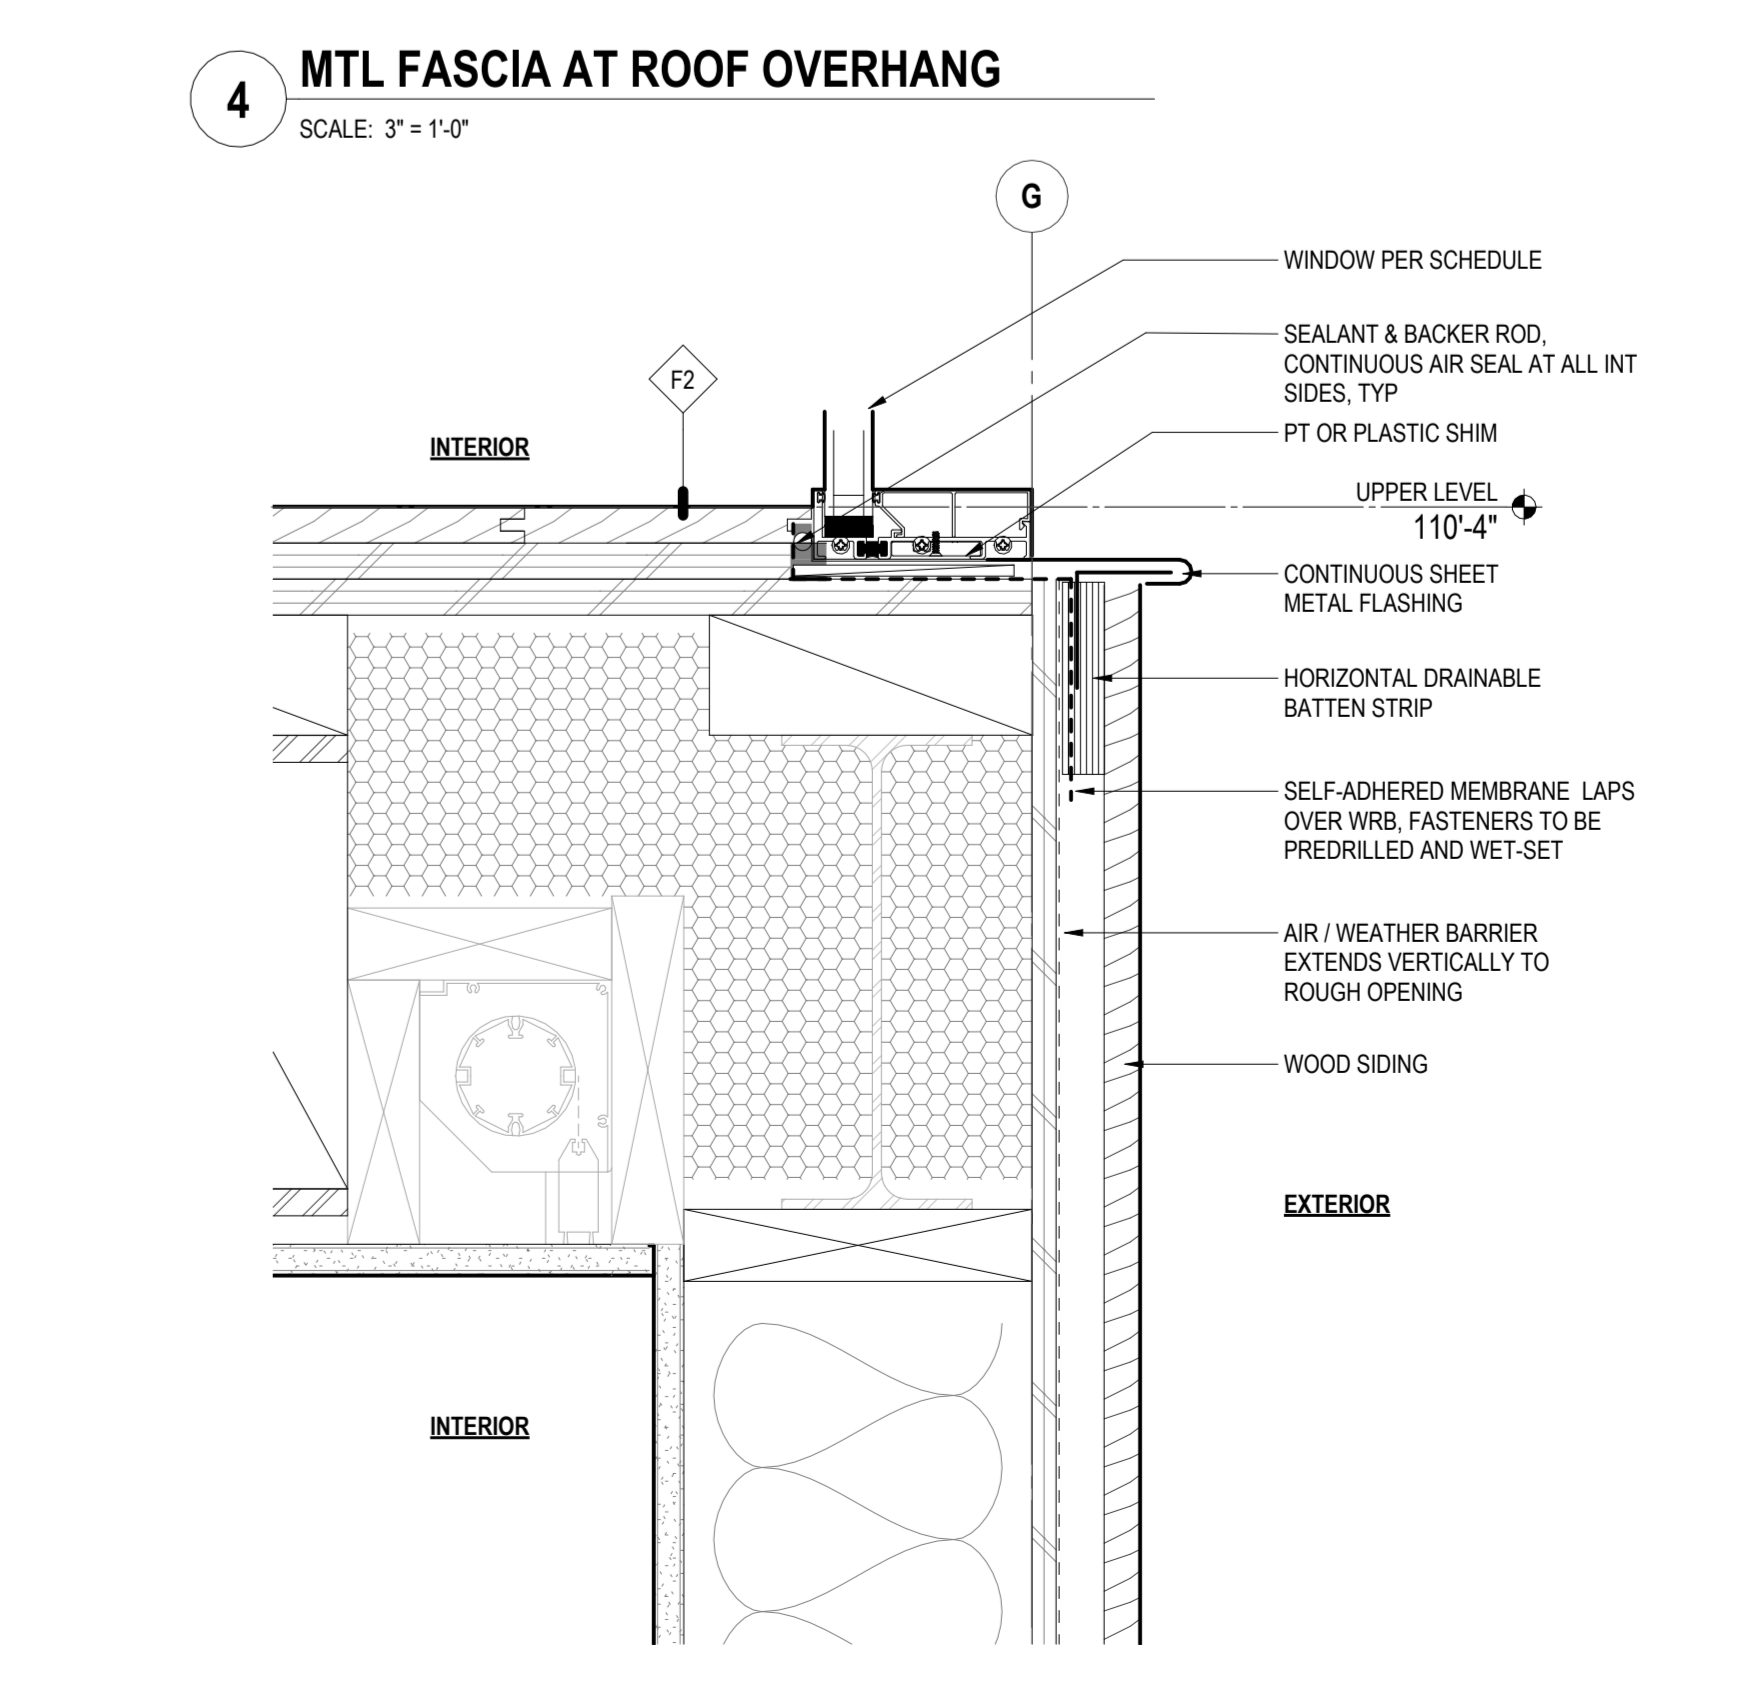 4
MTL FASCIA AT ROOF OVERHANG
SCALE: 3" = 1'-0"
G
WINDOW PER SCHEDULE
SEALANT & BACKER ROD,
CONTINUOUS AIR SEAL AT ALL INT
SIDES, TYP
F2
PT OR PLASTIC SHIM
INTERIOR
UPPER LEVEL
110'-4"
CONTINUOUS SHEET
METAL FLASHING
HORIZONTAL DRAINABLE
BATTEN STRIP
SELF-ADHERED MEMBRANE LAPS
OVER WRB, FASTENERS TO BE
PREDRILLED AND WET-SET
AIR / WEATHER BARRIER
EXTENDS VERTICALLY TO
ROUGH OPENING
WOOD SIDING
EXTERIOR
INTERIOR